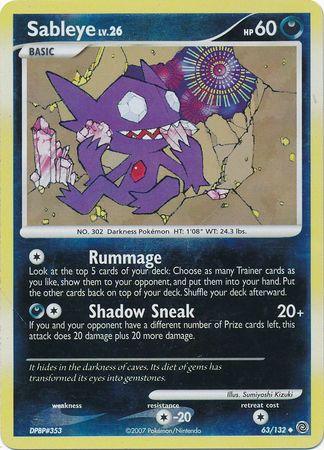 Sableye LV.26 HP 60
BASIC
NO. 302 Darkness Pokémon HT: 1'08" WT: 24.3 lbs.
Rummage
Look at the top 5 cards of your deck. Choose as many Trainer cards as
you like, show them to your opponent, and put them into your hand. Put
the other cards back on top of your deck. Shuffle your deck afterward.
Shadow Sneak 20+
If you and your opponent have a different number of Prize cards left, this
attack does 20 damage plus 20 more damage.
It hides in the darkness of caves. Its diet of gems has
transformed its eyes into gemstones.
Illus. Sumiyoshi Kizuki
weakness resistance retreat cost
-20
DPBP#353 ©2007 Pokémon/Nintendo 63/132